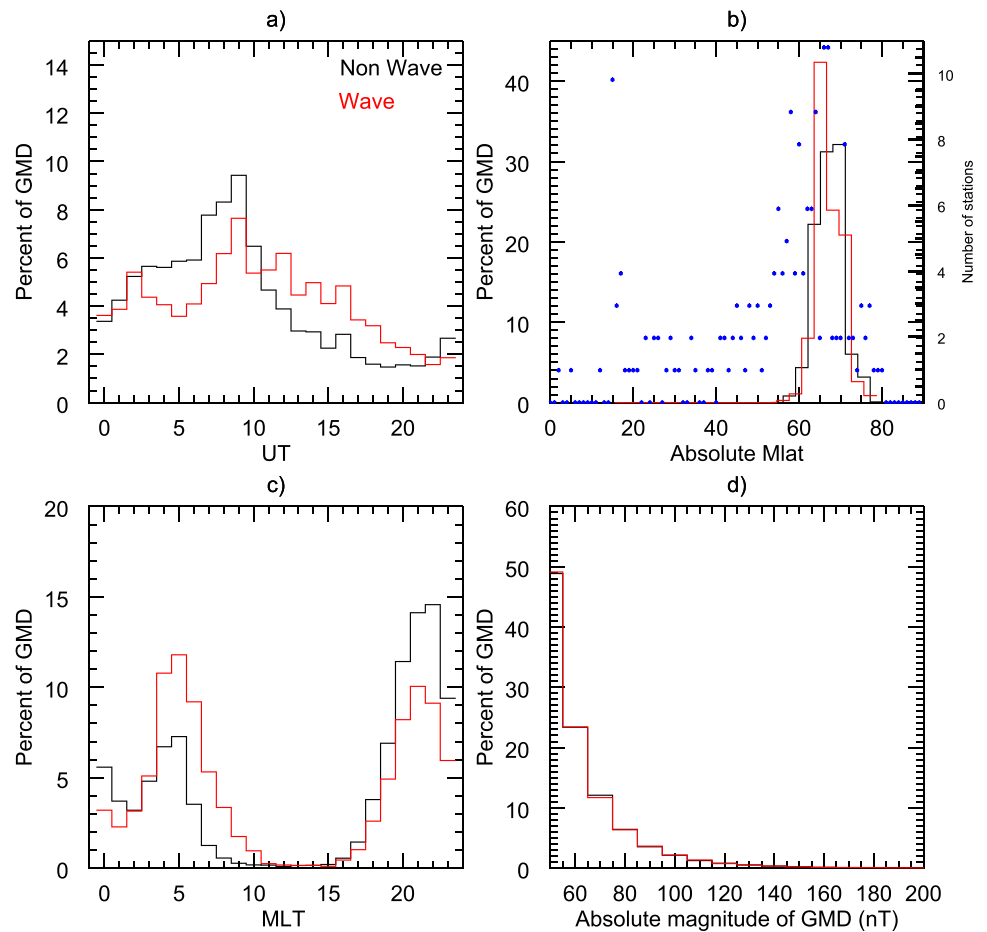 a)
14
12
10
8
6
4
2
0
Percent of GMD
Non Wave
Wave
0 5 10 15 20
UT
b)
40
30
20
10
0
Percent of GMD
10
8
6
4
2
0
Number of stations
0 20 40 60 80
Absolute Mlat
c)
20
15
10
5
0
Percent of GMD
0 5 10 15 20
MLT
d)
60
50
40
30
20
10
0
Percent of GMD
60 80 100 120 140 160 180 200
Absolute magnitude of GMD (nT)